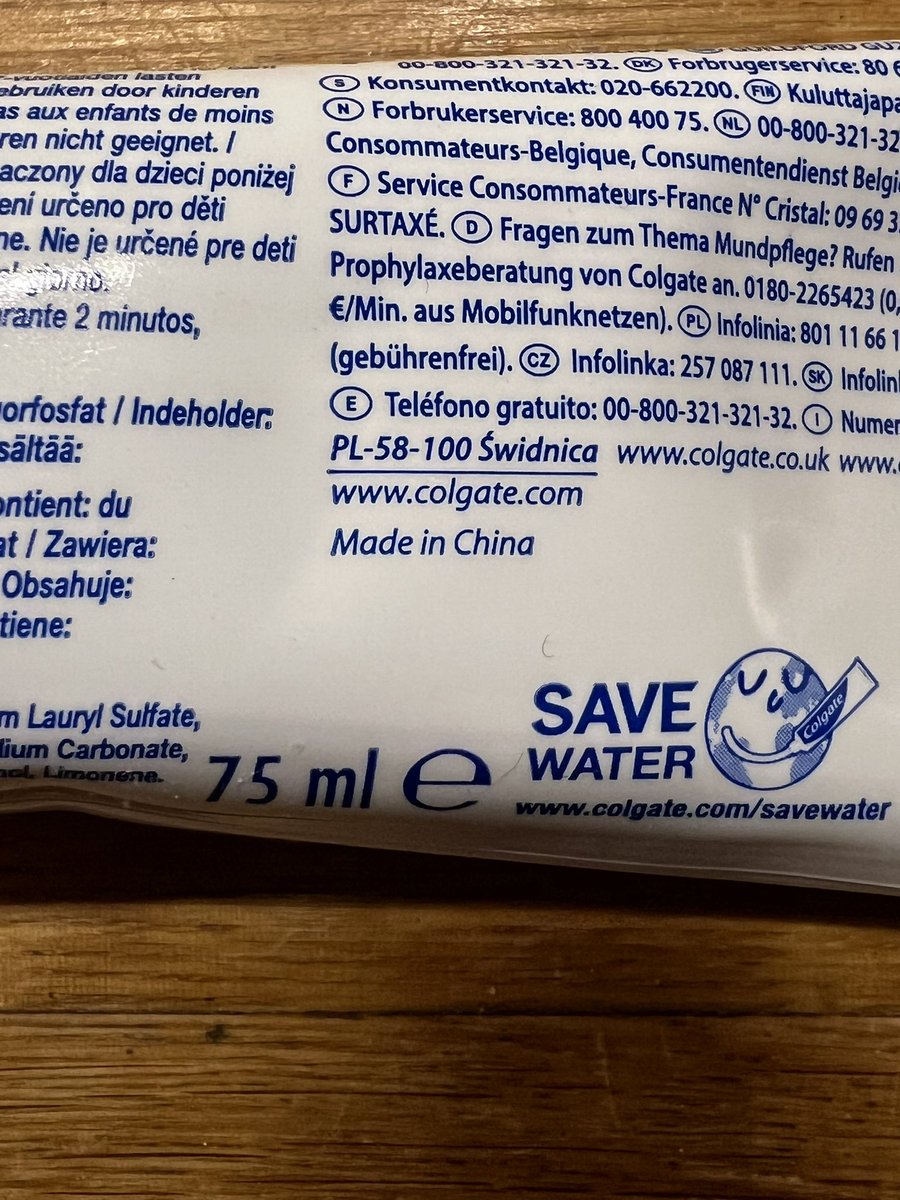 lasten
ebruiken door kinderen
as aux enfants de moins
ren nicht geeignet. /
aczony dla dzieci poniżej
ení určeno pro děti
ne. Nie je určené pre deti
rante 2 minutos,
orfosfat / Indeholder:
sältää:
ontient: du
at / Zawiera:
Obsahuje:
tiene:
m Lauryl Sulfate,
lium Carbonate,
Limonene.
00-800-321-321-32. DK Forbrugerservice: 80 6
S Konsumentkontakt: 020-662200. FIN Kuluttajapa
N Forbrukerservice: 800 400 75. NL 00-800-321-32
Consommateurs-Belgique, Consumentendienst Belgi
F Service Consommateurs-France N° Cristal: 09 69 3
SURTAXÉ. D Fragen zum Thema Mundpflege? Rufen
Prophylaxeberatung von Colgate an. 0180-2265423 (0,
€/Min. aus Mobilfunknetzen). PL Infolinia: 801 11 66 1
(gebührenfrei). CZ Infolinka: 257 087 111. SK Infolin
E Teléfono gratuito: 00-800-321-321-32. I Numer
PL-58-100 Świdnica www.colgate.co.uk www.
www.colgate.com
Made in China
75 ml e
SAVE
WATER
Colgate
www.colgate.com/savewater